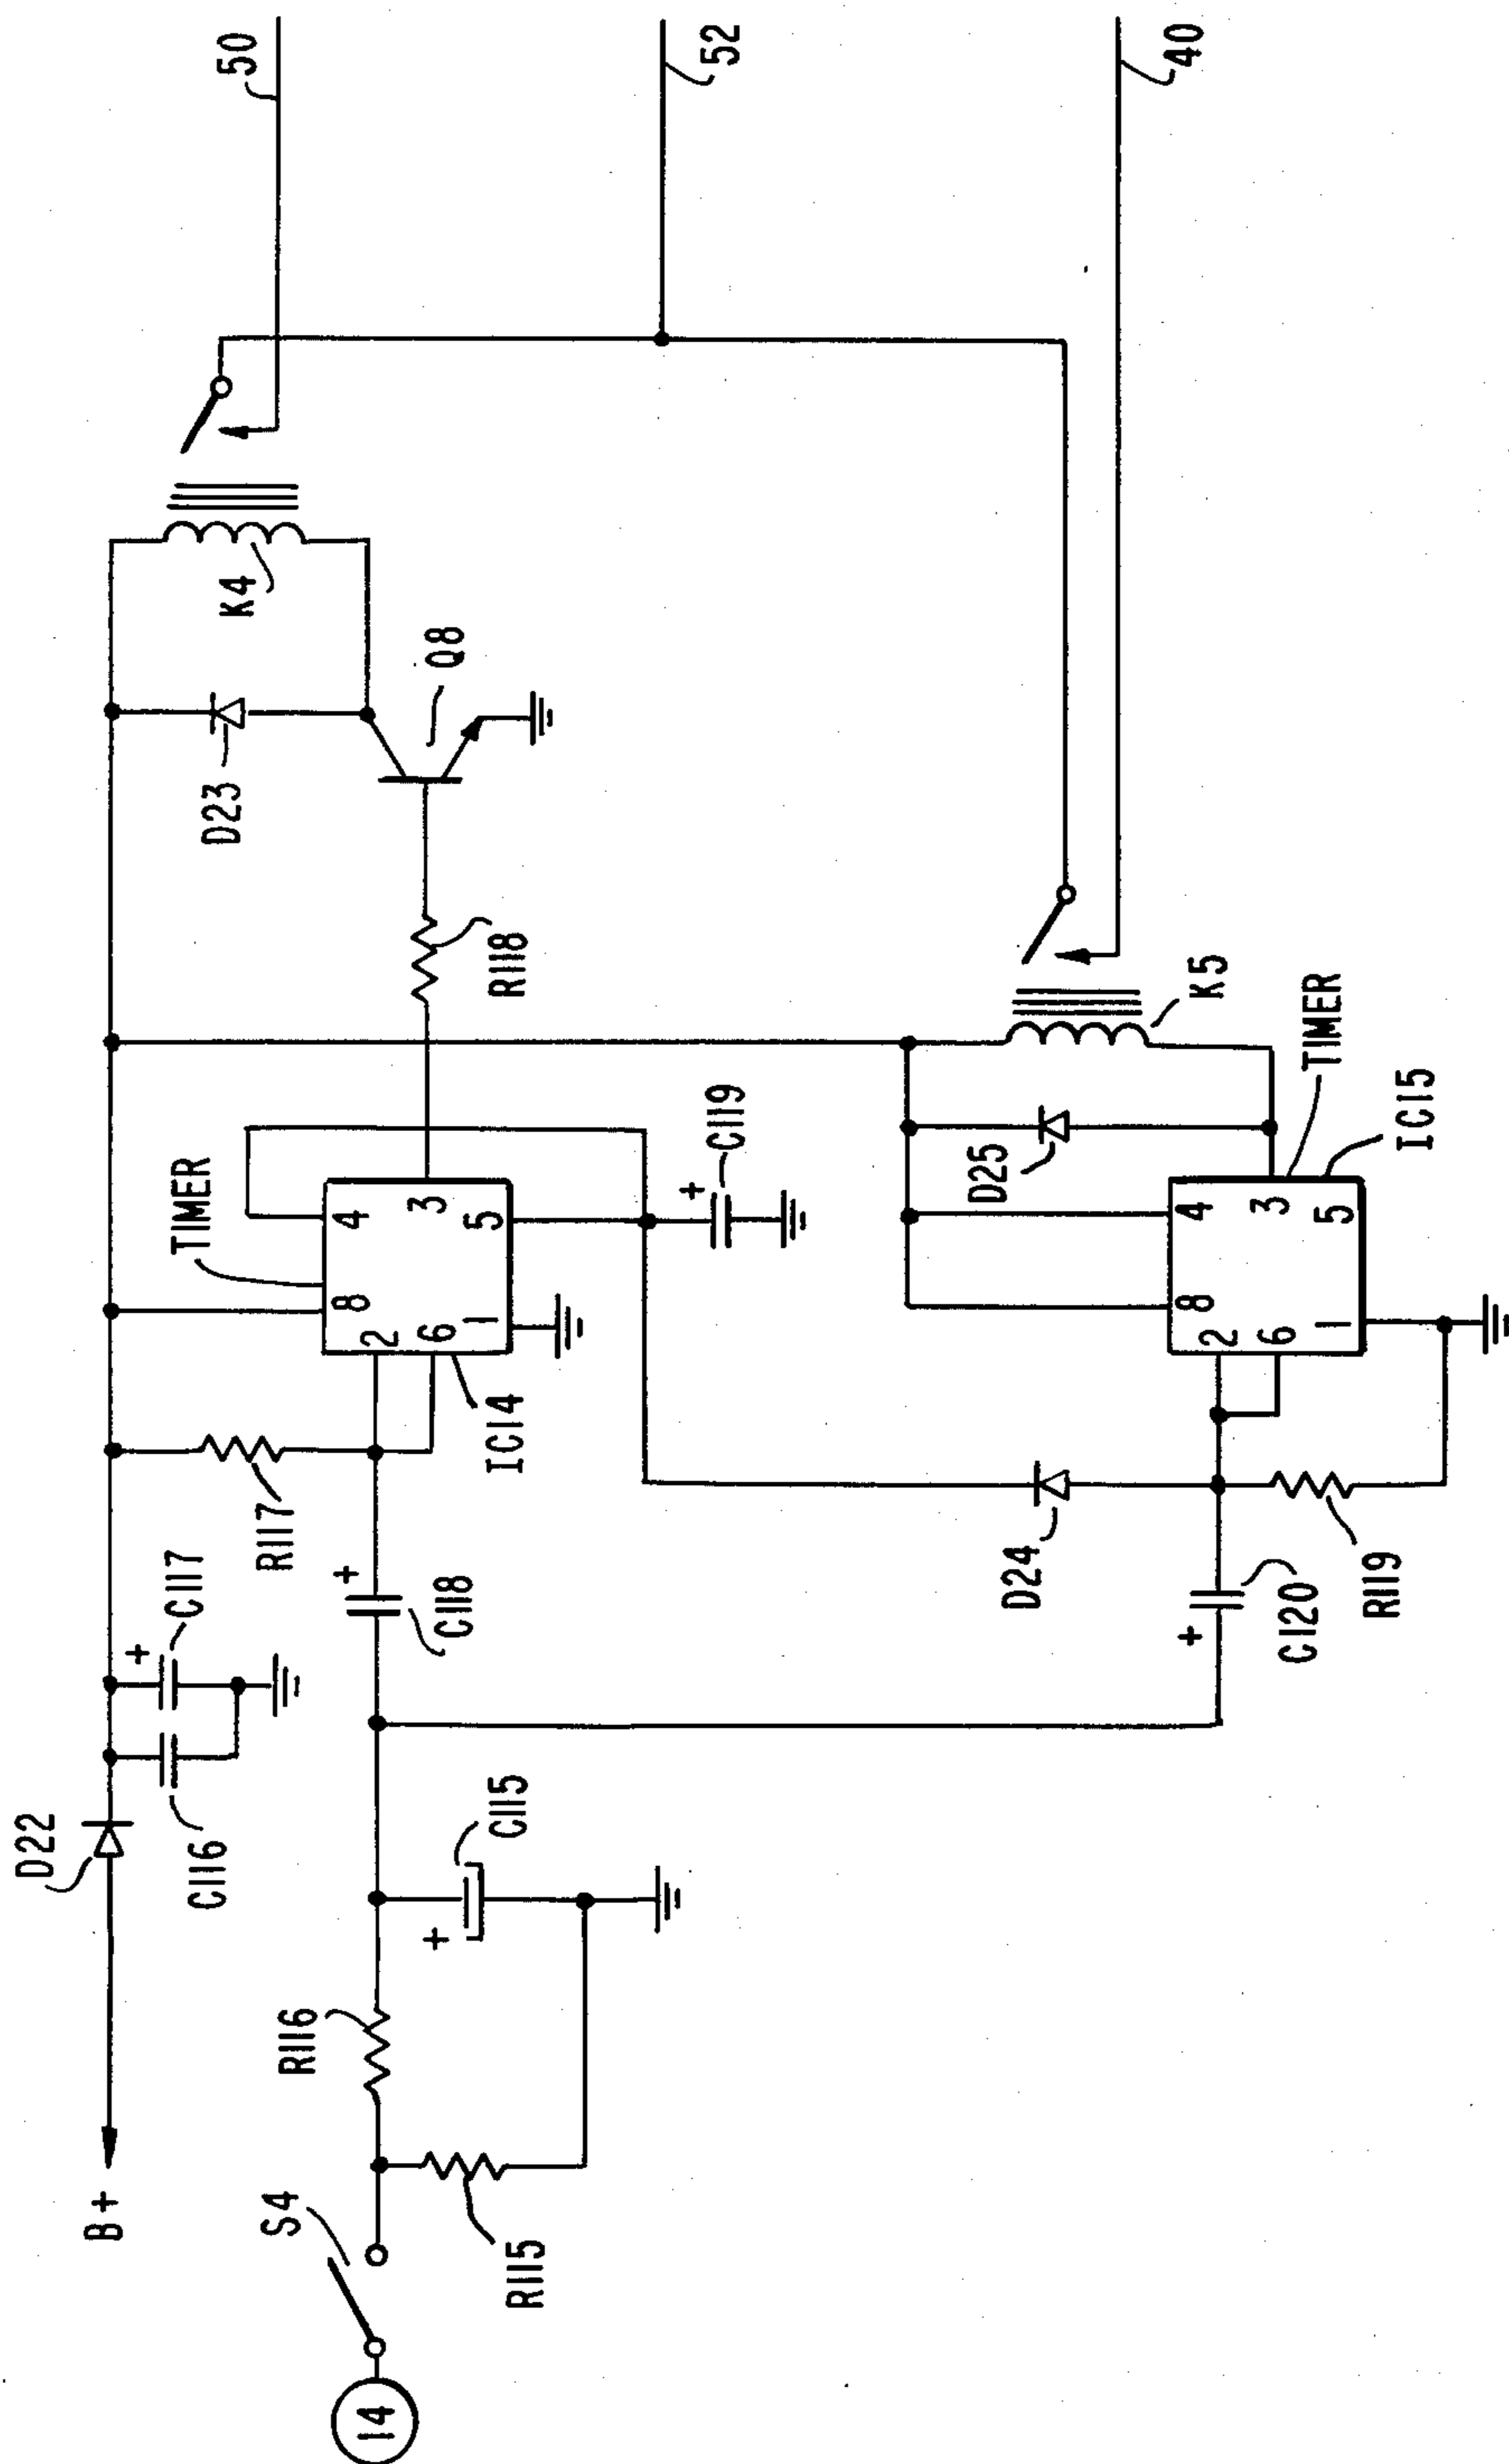 B+
D22
C116
C117
+
R117
TIMER
8
4
2
6
1
5
3
IC14
R118
D23
Q8
K4
50
52
40
14
S4
R115
R116
+
C115
+
C118
+
C119
D24
+
C120
R119
8
4
2
6
1
5
3
D25
K5
TIMER
IC15